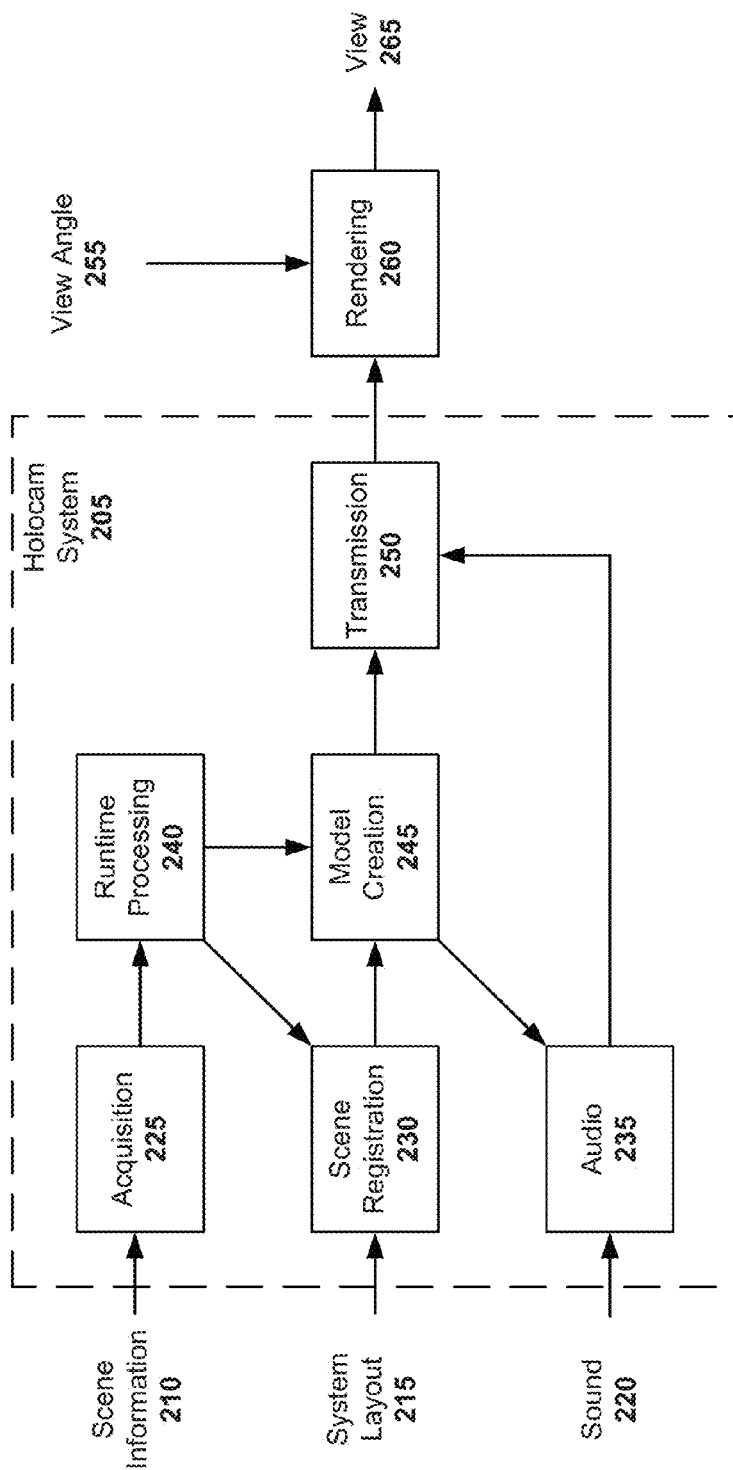 Holocam
System
205
Scene
Information
210
Acquisition
225
Runtime
Processing
240
View Angle
255
System
Layout
215
Scene
Registration
230
Model
Creation
245
Transmission
250
Rendering
260
View
265
Sound
220
Audio
235